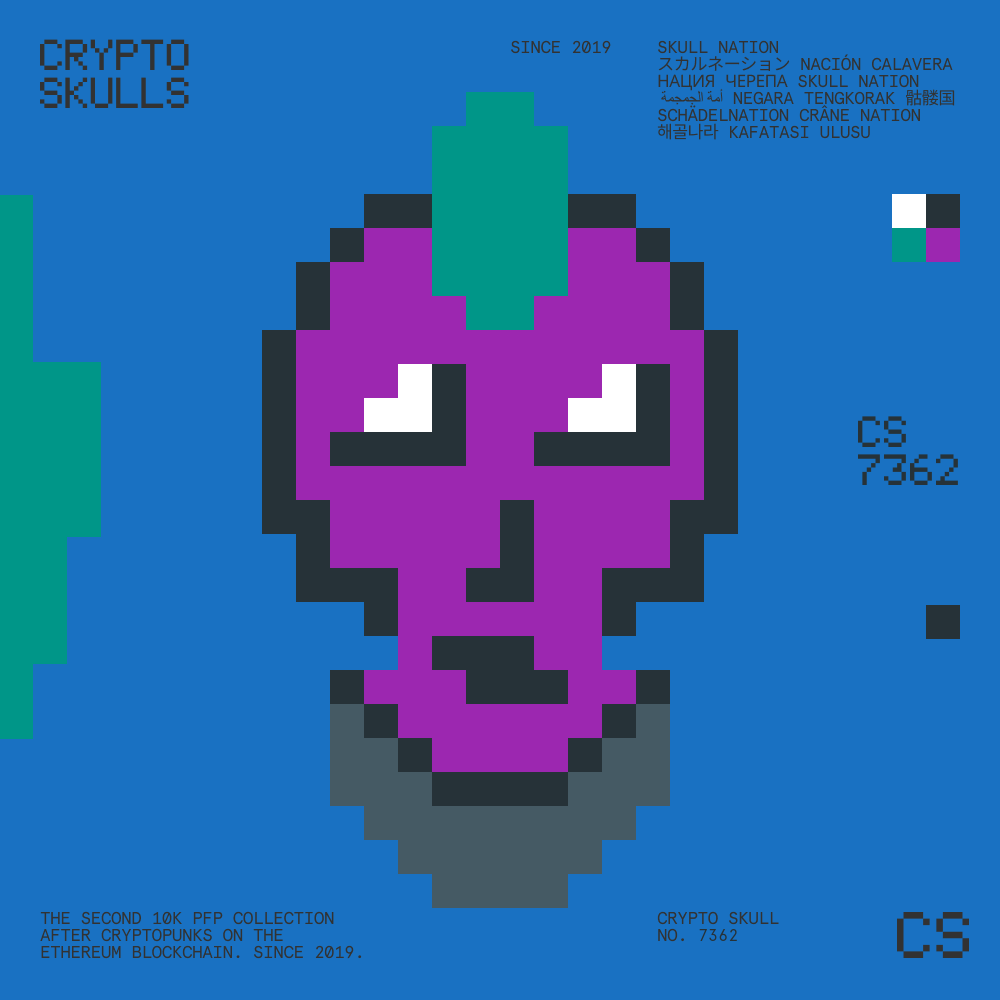 CRYPTO
SKULLS
SINCE 2019
SKULL NATION
スカルネーション NACIÓN CALAVERA
НАЦИЯ ЧЕРЕПА SKULL NATION
أمة الجمجمة NEGARA TENGKORAK 骷髅国
SCHÄDELNATION CRÂNE NATION
해골나라 KAFATASI ULUSU
CS
7362
THE SECOND 10K PFP COLLECTION
AFTER CRYPTOPUNKS ON THE
ETHEREUM BLOCKCHAIN. SINCE 2019.
CRYPTO SKULL
NO. 7362
CS